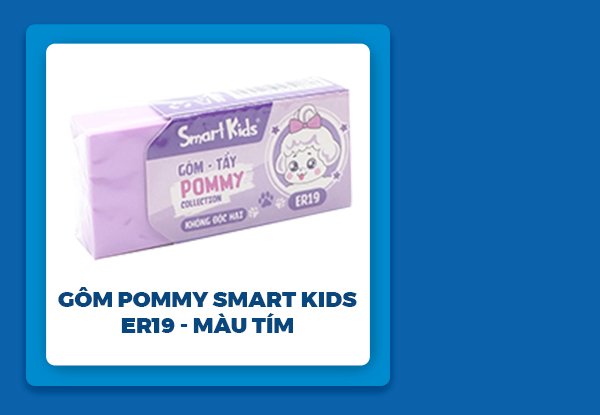 Smart Kids
GÔM - TẨY
POMMY
COLLECTION
KHÔNG ĐỘC HẠI
ER19
GÔM POMMY SMART KIDS
ER19 - MÀU TÍM